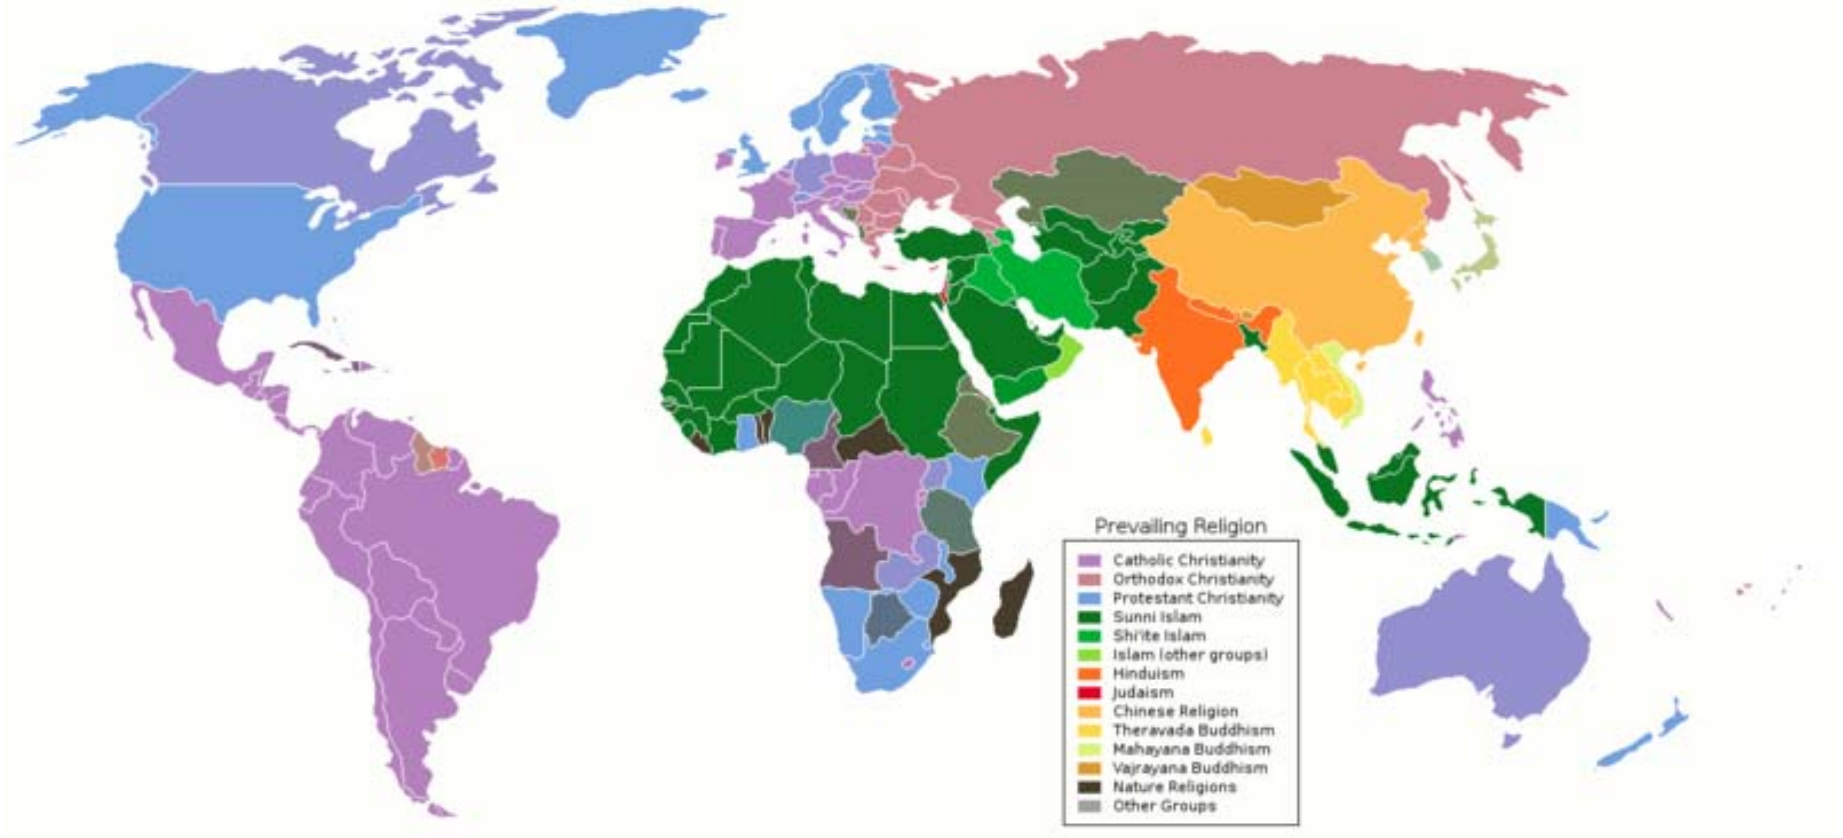 Prevailing Religion
Catholic Christianity
Orthodox Christianity
Protestant Christianity
Sunni Islam
Shi'ite Islam
Islam (other groups)
Hinduism
Judaism
Chinese Religion
Theravada Buddhism
Mahayana Buddhism
Vajrayana Buddhism
Nature Religions
Other Groups